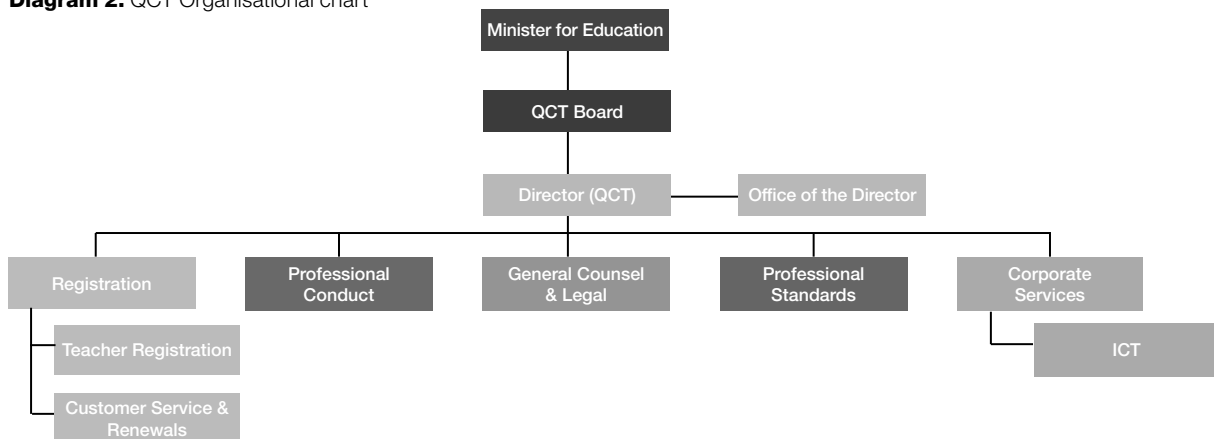 Diagram 2. QCT Organisational chart
Minister for Education
QCT Board
Director (QCT)
Office of the Director
Registration
Professional
Conduct
General Counsel
& Legal
Professional
Standards
Corporate
Services
Teacher Registration
ICT
Customer Service &
Renewals